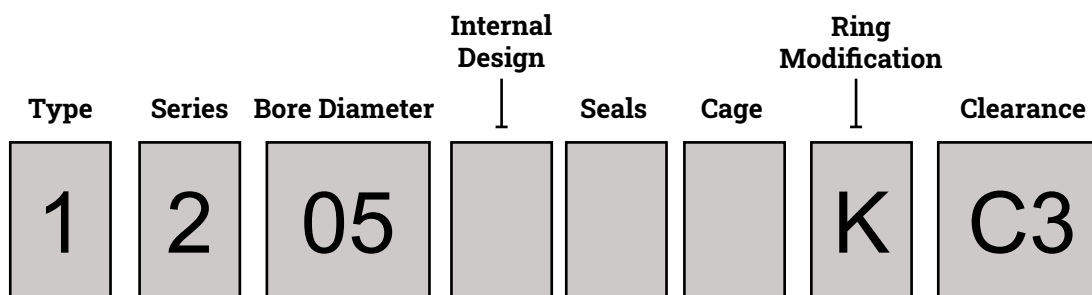 Internal
Design
Ring
Modification
Type
Series
Bore Diameter
Seals
Cage
Clearance
1
2
05
K
C3